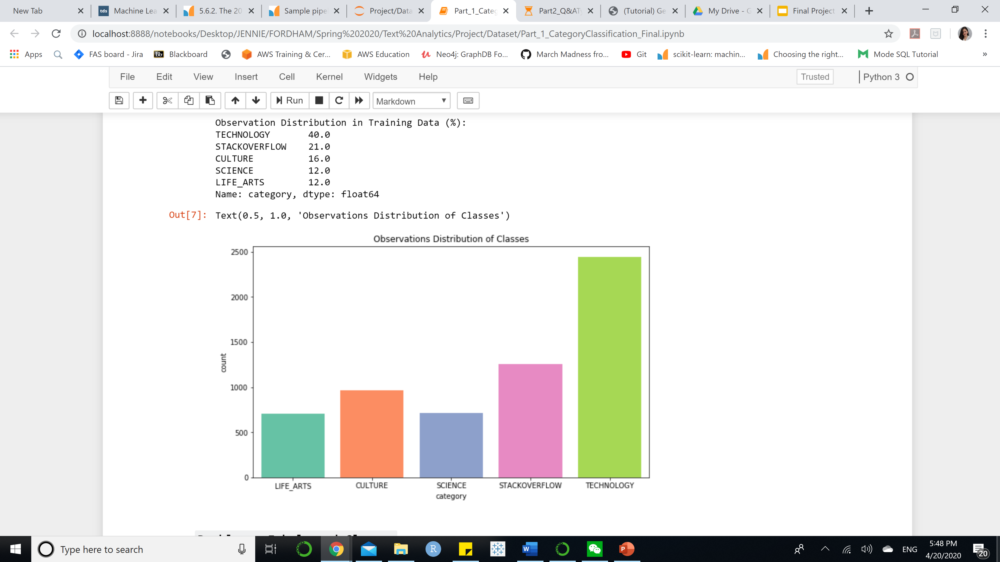 New Tab
Machine Lea
5.6.2. The 20
Sample pipe
Project/Data
Part_1_Categ
Part2_Q&AT
(Tutorial) Ge
My Drive - G
Final Project
localhost:8888/notebooks/Desktop/JENNIE/FORDHAM/Spring%202020/Text%20Analytics/Project/Dataset/Part_1_CategoryClassification_Final.ipynb
Apps
FAS board - Jira
Bb Blackboard
AWS Training & Cer...
AWS Education
Neo4j: GraphDB Fo...
March Madness fro...
Git
scikit-learn: machin...
Choosing the right...
Mode SQL Tutorial
»
File Edit View Insert Cell Kernel Widgets Help Trusted Python 3
Run Markdown
Observation Distribution in Training Data (%):
TECHNOLOGY 40.0
STACKOVERFLOW 21.0
CULTURE 16.0
SCIENCE 12.0
LIFE_ARTS 12.0
Name: category, dtype: float64
Out[7]: Text(0.5, 1.0, 'Observations Distribution of Classes')
Observations Distribution of Classes
2500
2000
1500
1000
500
0
count
LIFE_ARTS CULTURE SCIENCE STACKOVERFLOW TECHNOLOGY
category
Type here to search
ENG
5:48 PM
4/20/2020
20